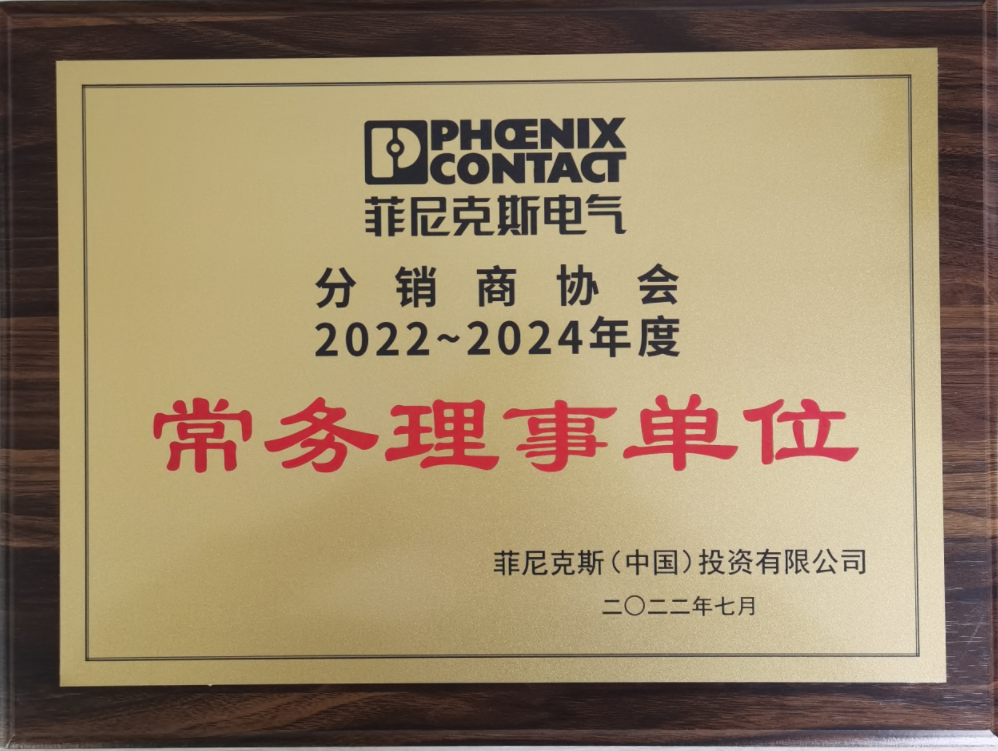 PHŒNIX
CONTACT
菲尼克斯电气
分销商协会
2022~2024年度
常务理事单位
菲尼克斯（中国）投资有限公司
二〇二二年七月